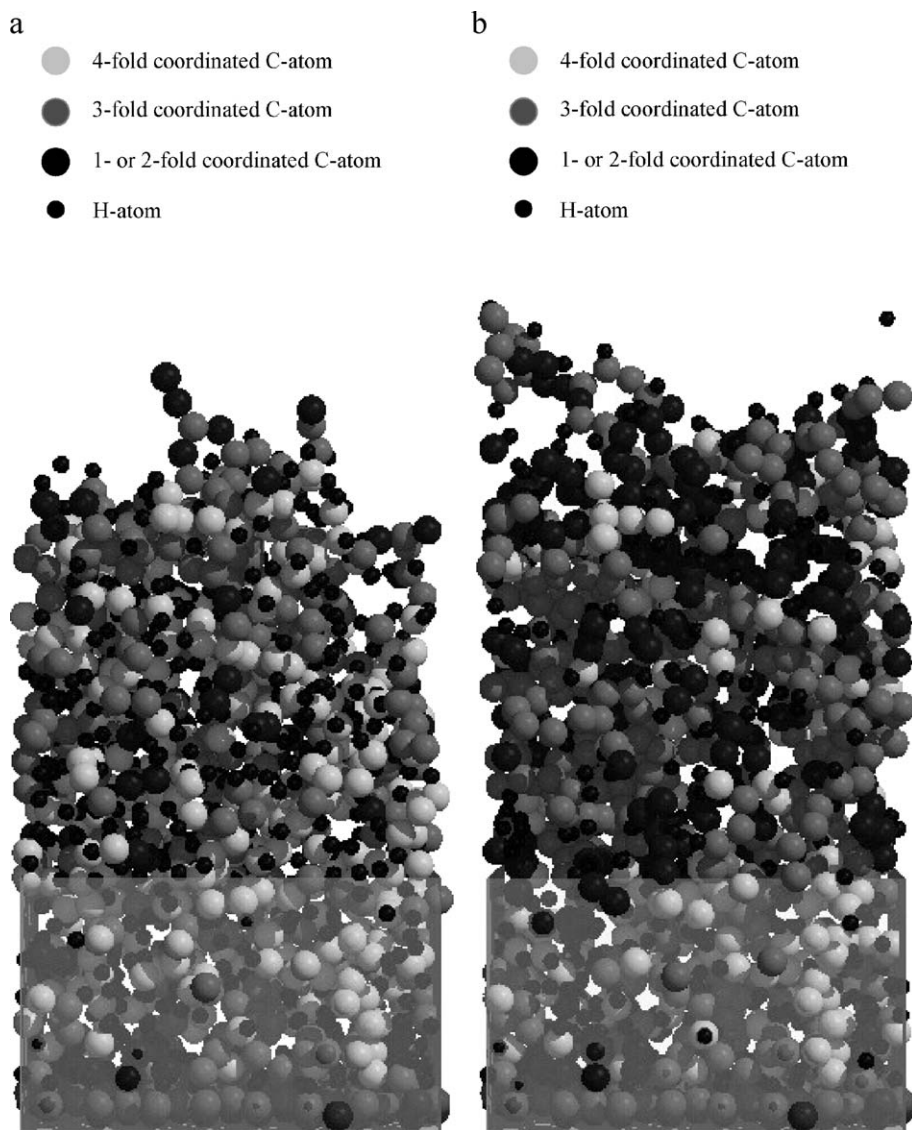 a
4-fold coordinated C-atom
3-fold coordinated C-atom
1- or 2-fold coordinated C-atom
H-atom
b
4-fold coordinated C-atom
3-fold coordinated C-atom
1- or 2-fold coordinated C-atom
H-atom